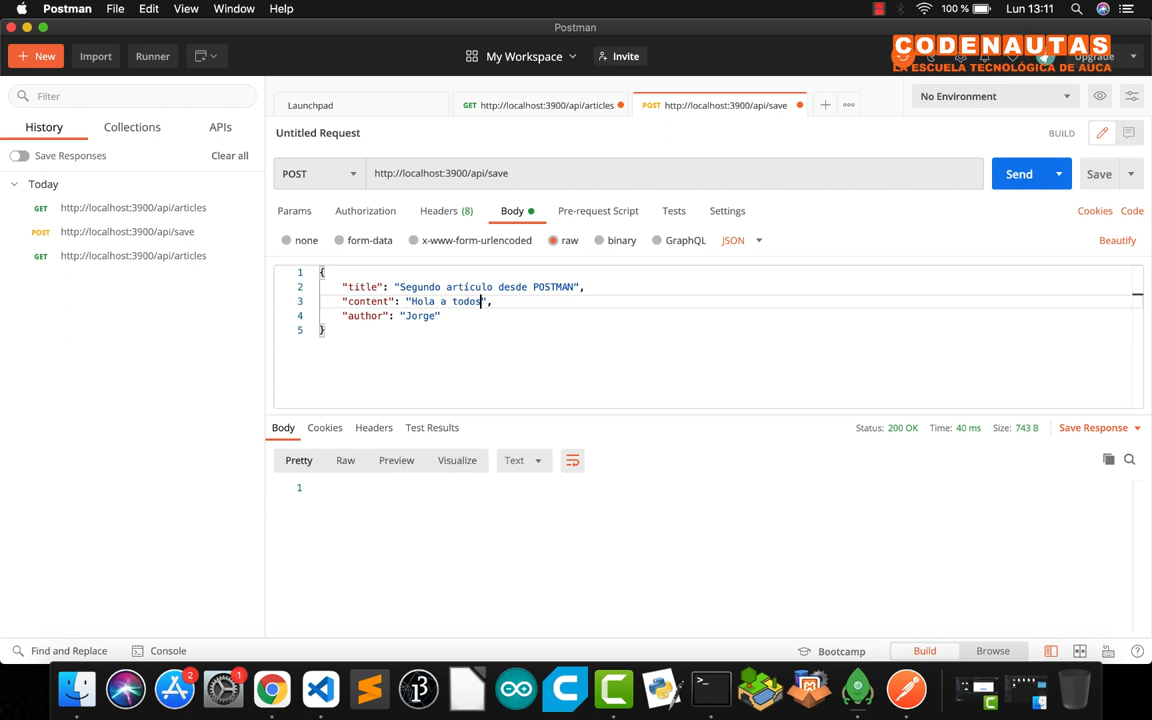 Postman File Edit View Window Help 100 % Lun 13:11
Postman
+ New Import Runner My Workspace Invite Upgrade
CODENAUTAS
LA ESCUELA TECNOLÓGICA DE AUCA
Filter
Launchpad GET http://localhost:3900/api/articles POST http://localhost:3900/api/save + No Environment
History Collections APIs
Untitled Request BUILD
Save Responses Clear all
POST http://localhost:3900/api/save Send Save
Today
GET http://localhost:3900/api/articles
POST http://localhost:3900/api/save
GET http://localhost:3900/api/articles
Params Authorization Headers (8) Body Pre-request Script Tests Settings Cookies Code
none form-data x-www-form-urlencoded raw binary GraphQL JSON Beautify
1 {
2 "title": "Segundo artículo desde POSTMAN",
3 "content": "Hola a todos",
4 "author": "Jorge"
5 }
Body Cookies Headers Test Results Status: 200 OK Time: 40 ms Size: 743 B Save Response
Pretty Raw Preview Visualize Text
1
Find and Replace Console Bootcamp Build Browse
2 1